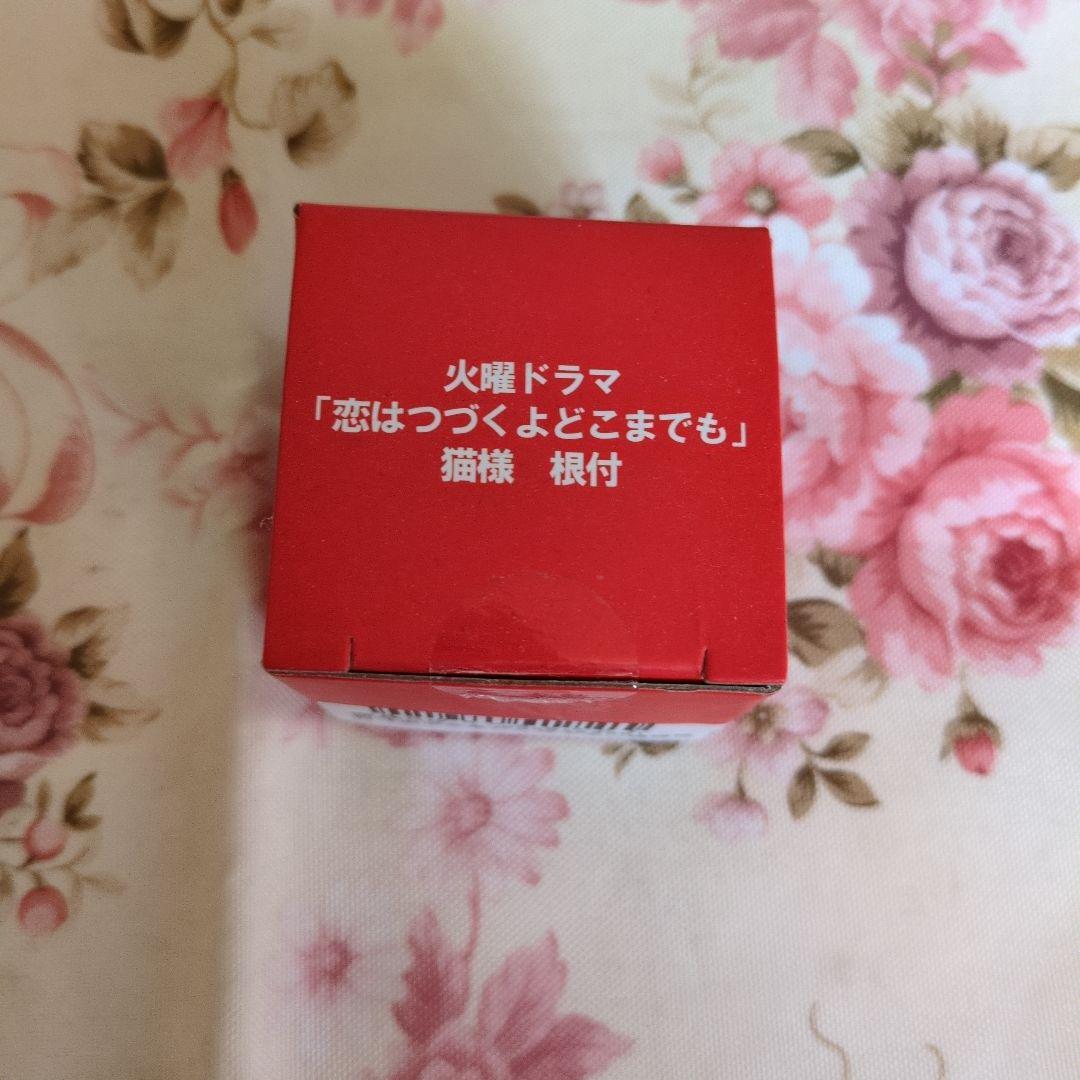 火曜ドラマ
「恋はつづくよどこまでも」
猫様　根付